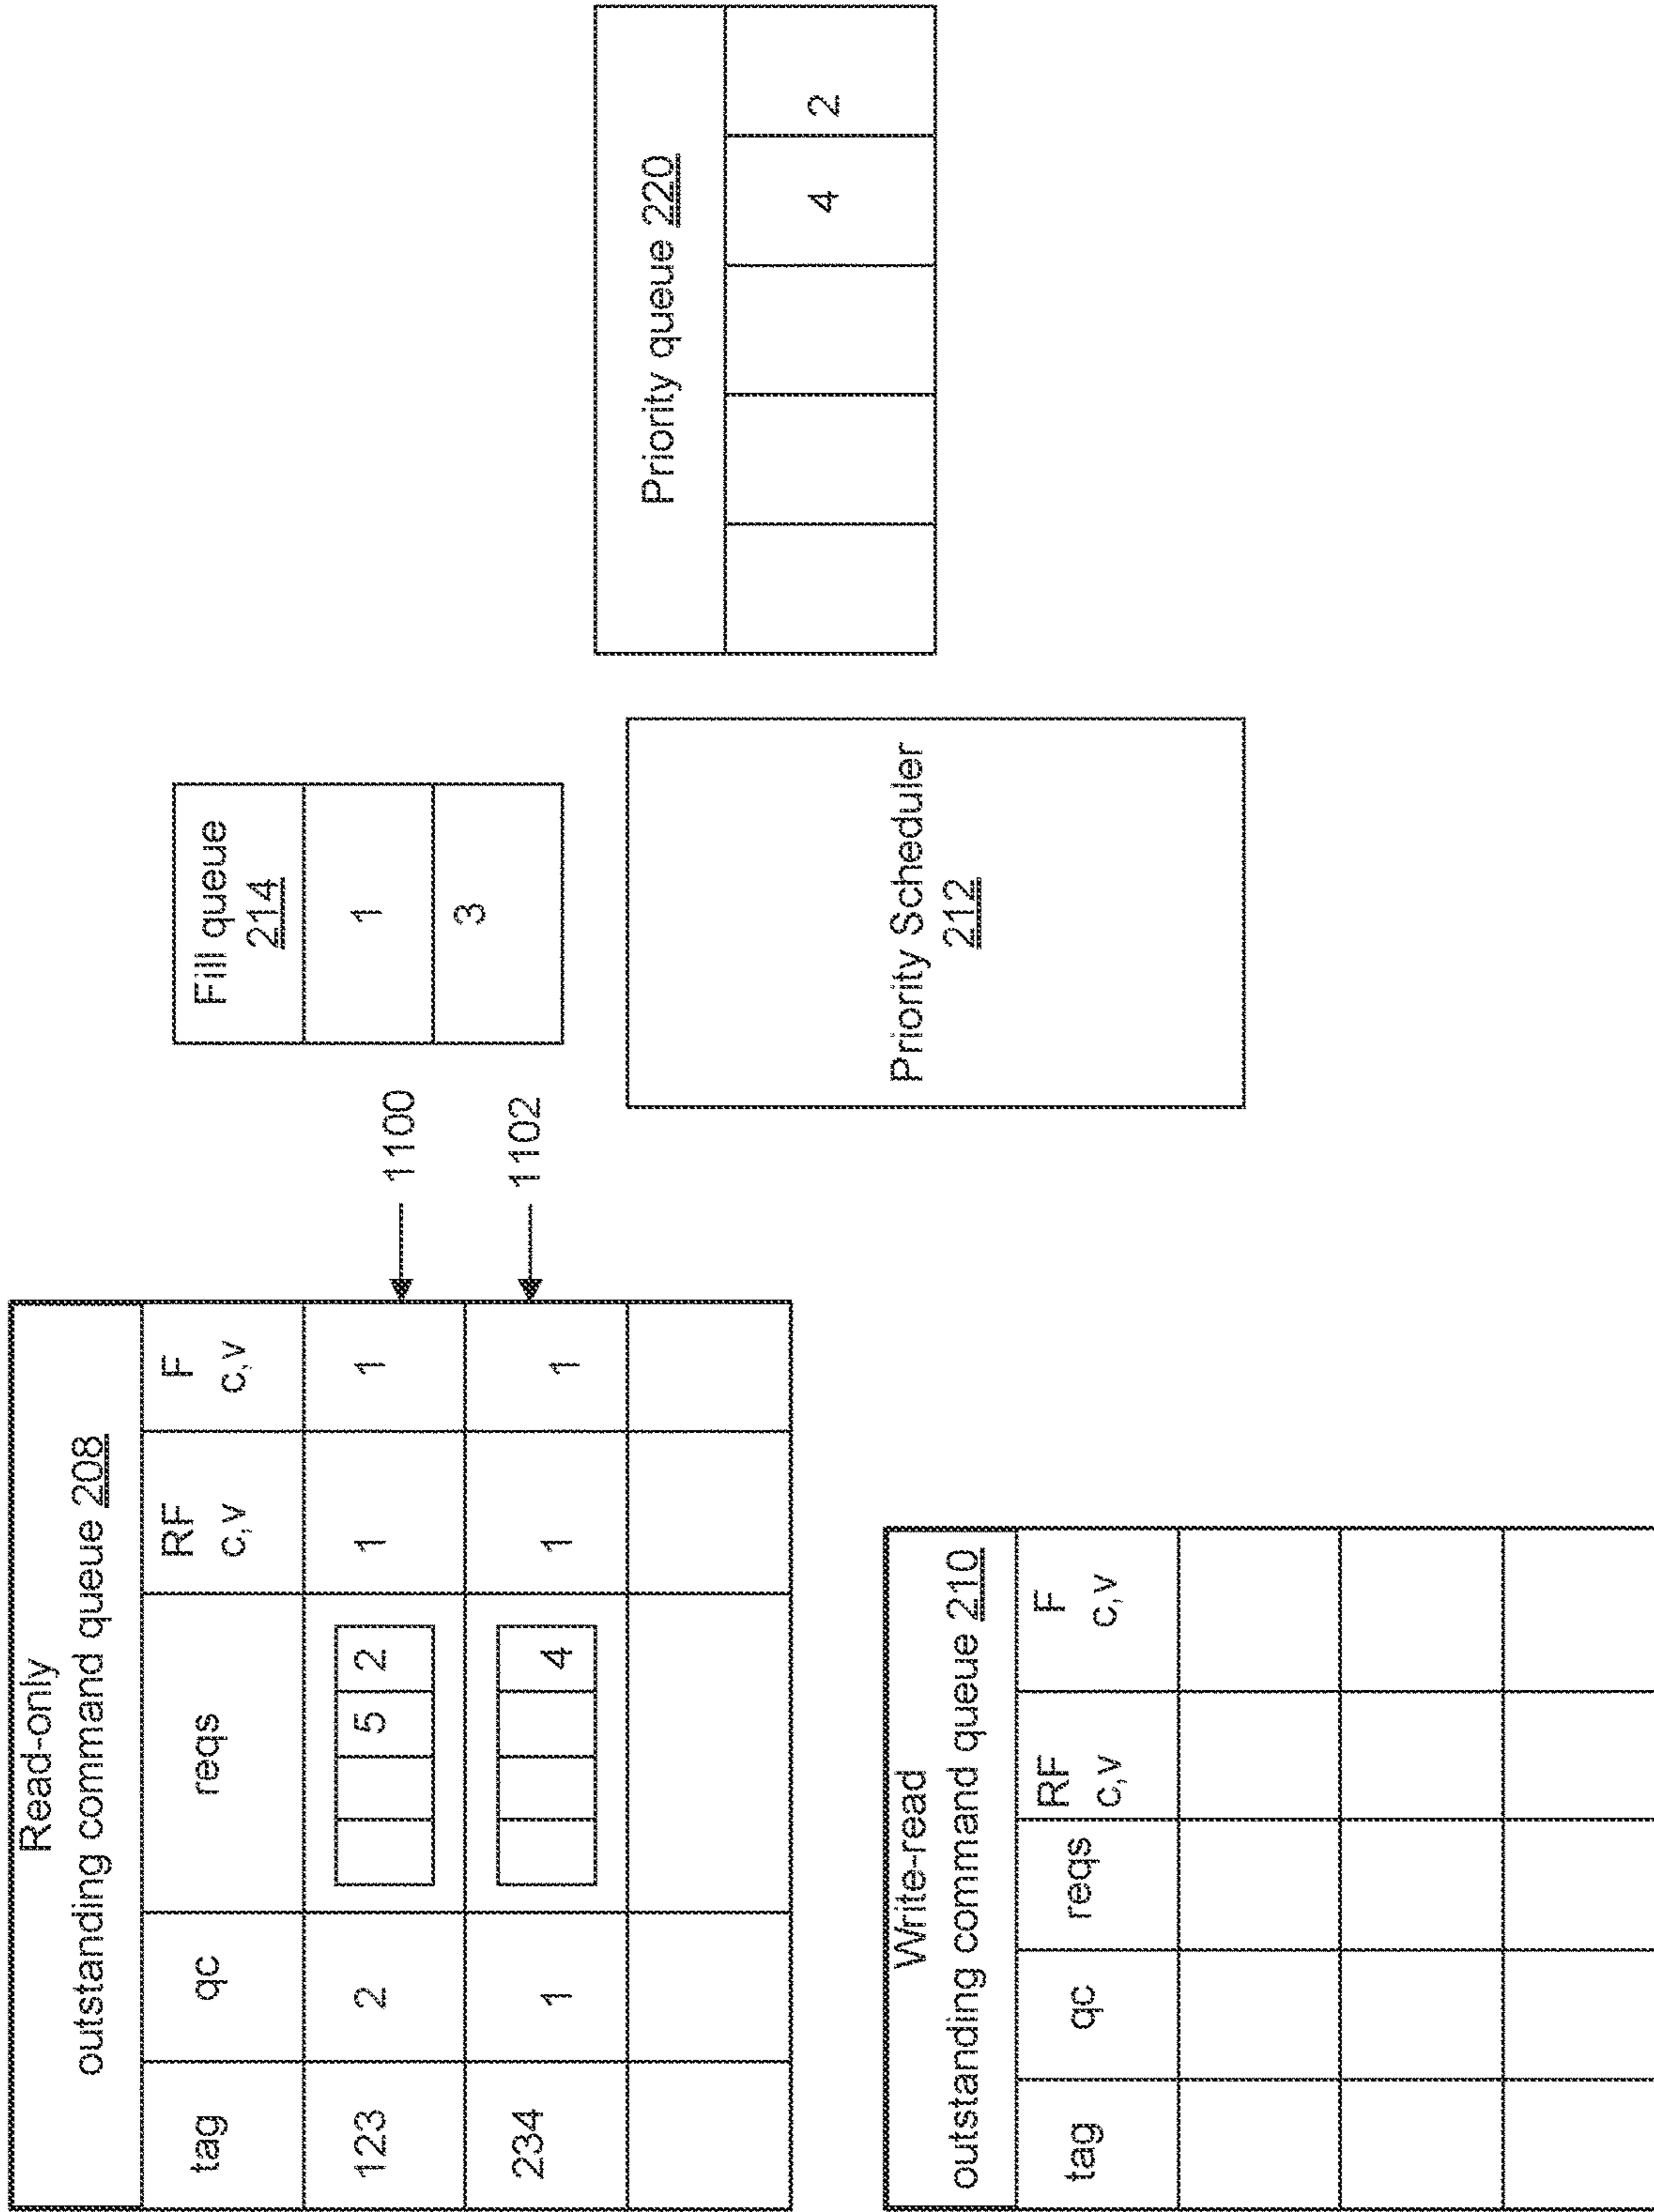 Read-only
outstanding command queue 208
tag qc reqs RF c,v F c,v
123 2 5 2 1 1
234 1 4 1 1
1100
1102
Fill queue
214
1
3
Write-read
outstanding command queue 210
tag qc reqs RF c,v F c,v
Priority Scheduler
212
Priority queue 220
4 2